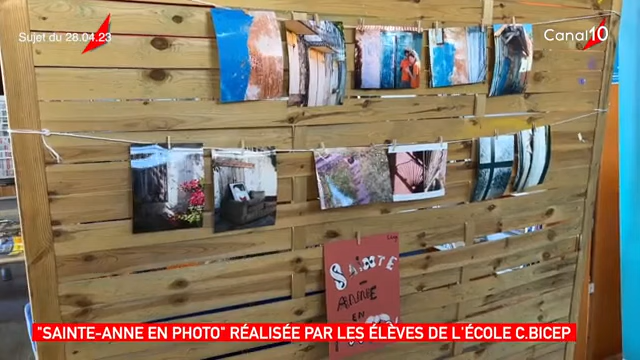 Sujet du 28.04.23
Canal10
SAINTE
-
ANNIE
EN
"SAINTE-ANNE EN PHOTO" RÉALISÉE PAR LES ÉLÈVES DE L'ÉCOLE C.BICEP